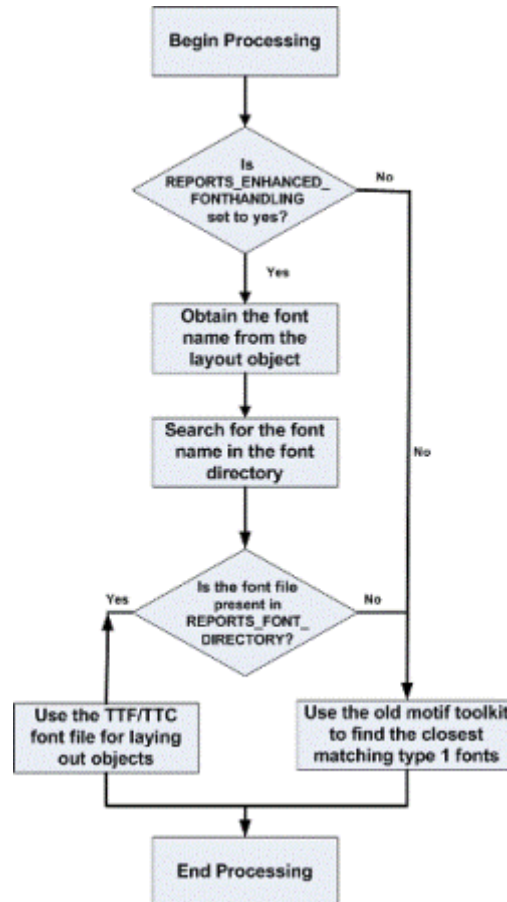 Begin Processing
Is
REPORTS_ENHANCED_
FONTHANDLING
set to yes?
No
Yes
Obtain the font
name from the
layout object
Search for the font
name in the font
directory
No
Is the font file
present in
REPORTS_FONT_
DIRECTORY?
Yes
No
Use the TTF/TTC
font file for laying
out objects
Use the old motif toolkit
to find the closest
matching type 1 fonts
End Processing